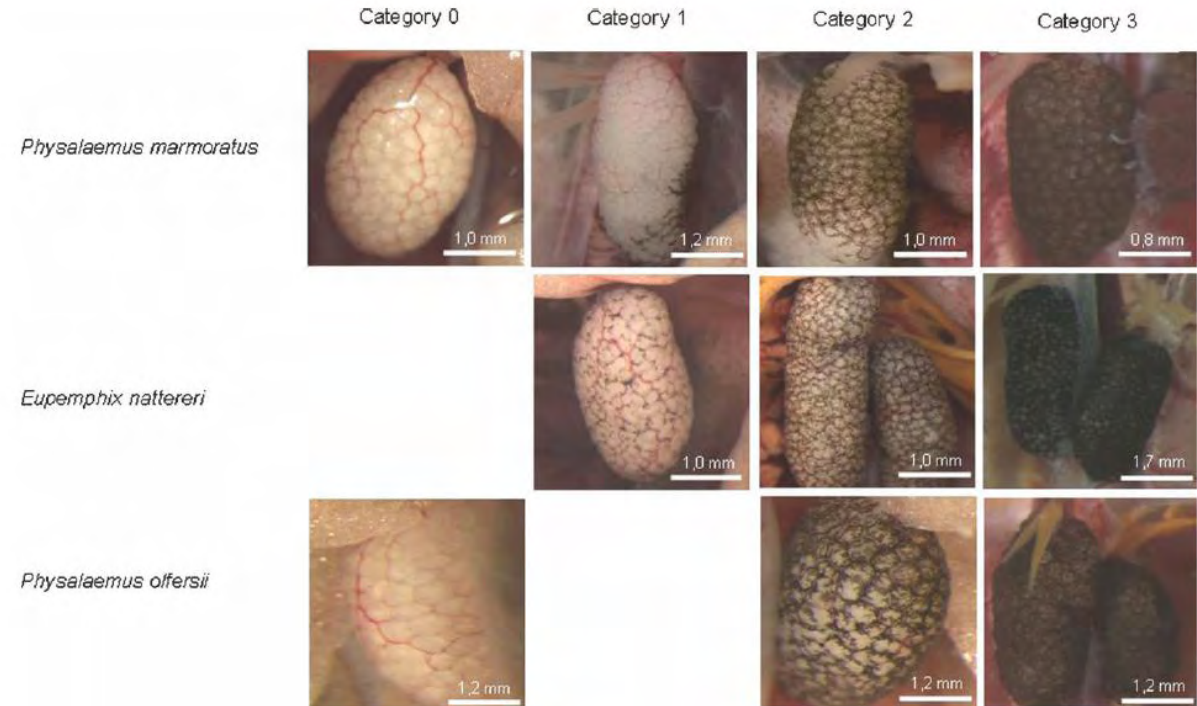 Category 0 Category 1 Category 2 Category 3
Physalaemus marmoratus
1,0 mm 1,2 mm 1,0 mm 0,8 mm
Eupemphix nattereri
1,0 mm 1,0 mm 1,7 mm
Physalaemus olfersii
1,2 mm 1,2 mm 1,2 mm